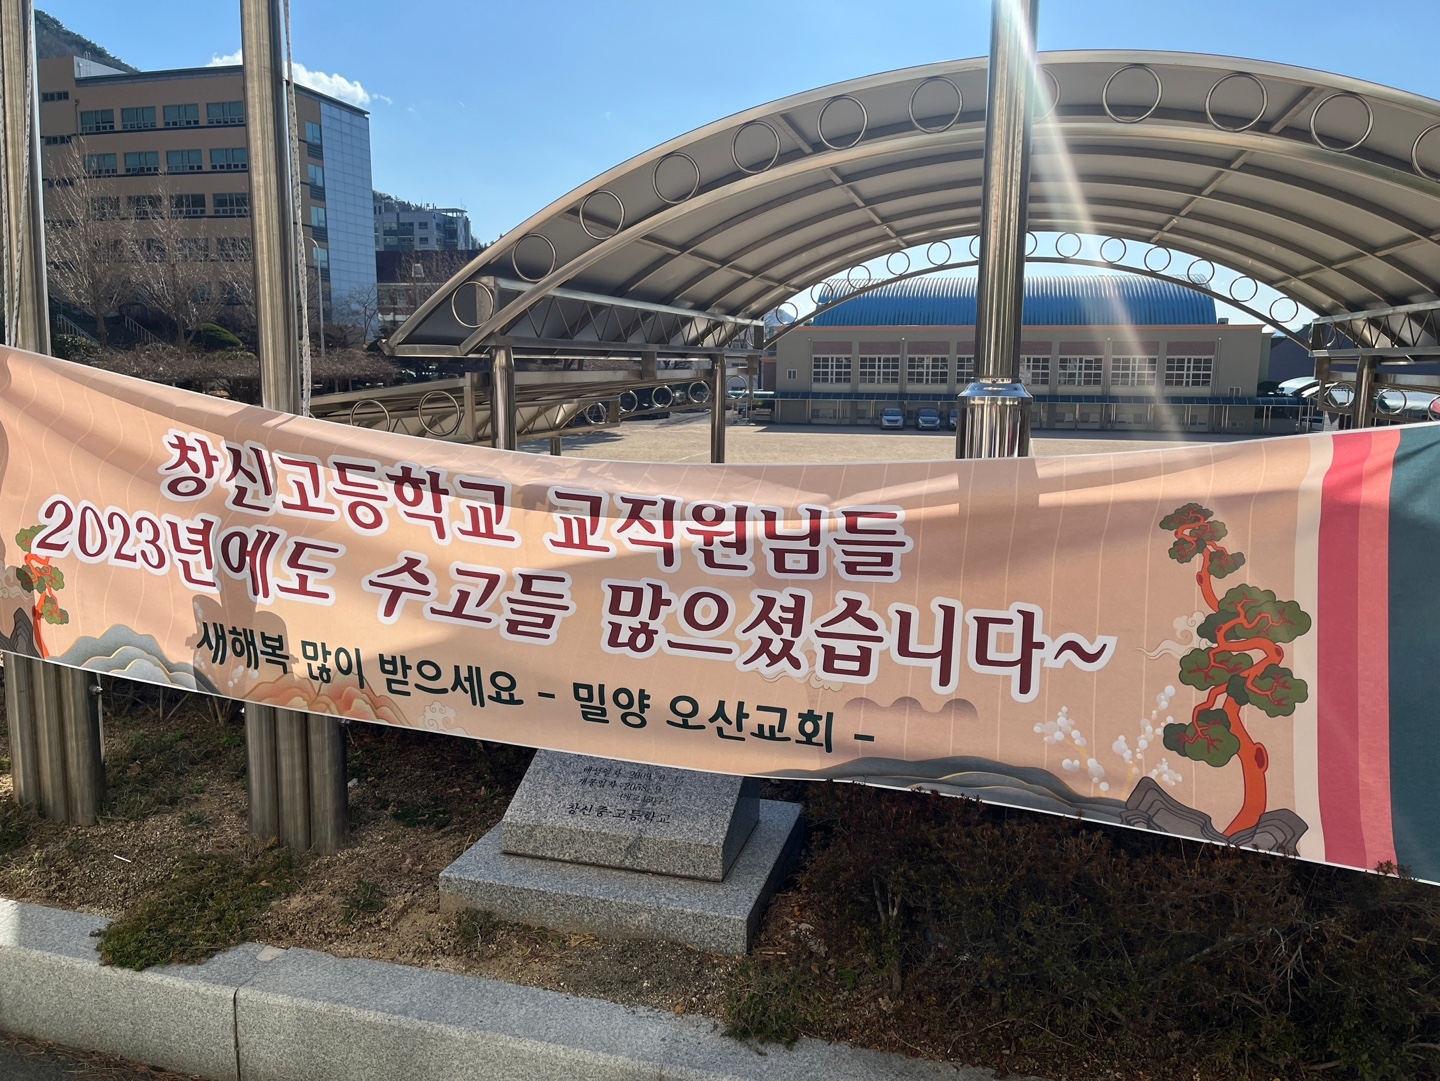 창신고등학교 교직원님들
2023년에도 수고들 많으셨습니다~
새해복 많이 받으세요 - 밀양 오산교회 -
창신중·고등학교